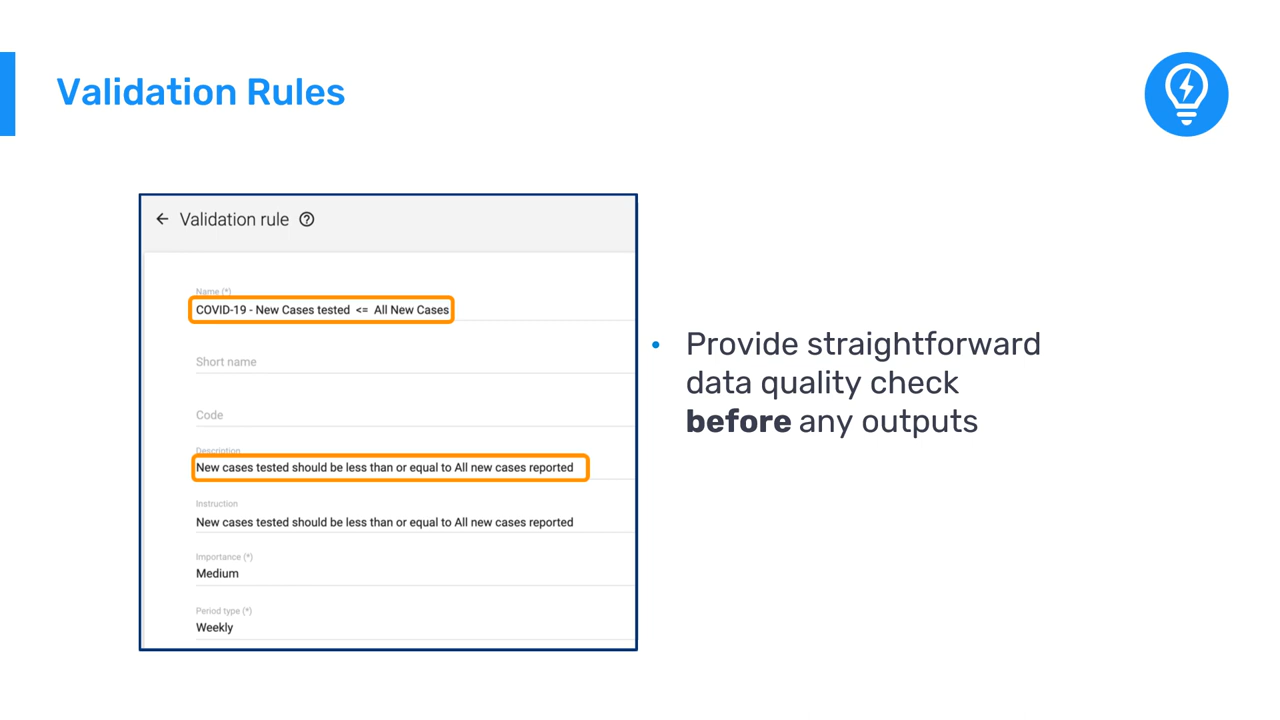 Validation Rules
Validation rule
Name (*)
COVID-19 - New Cases tested <= All New Cases
Short name
Code
Description
New cases tested should be less than or equal to All new cases reported
Instruction
New cases tested should be less than or equal to All new cases reported
Importance (*)
Medium
Period type (*)
Weekly
• Provide straightforward
data quality check
before any outputs